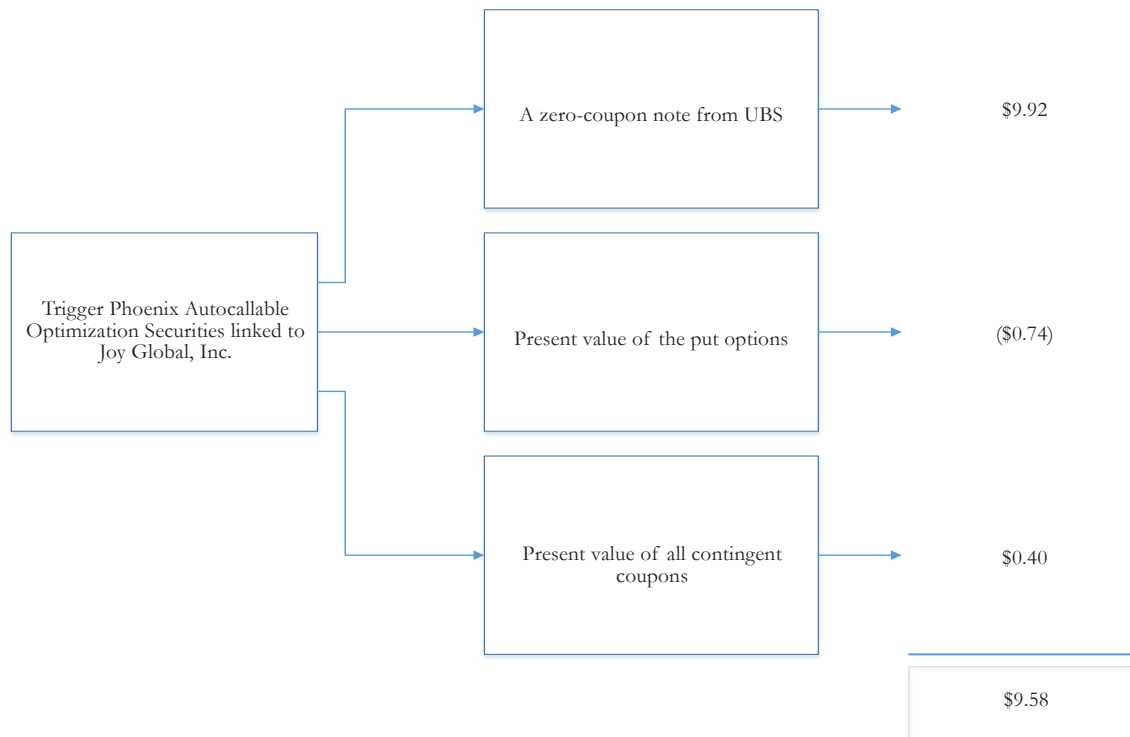 A zero-coupon note from UBS
$9.92
Trigger Phoenix Autocallable
Optimization Securities linked to
Joy Global, Inc.
Present value of the put options
($0.74)
Present value of all contingent
coupons
$0.40
$9.58